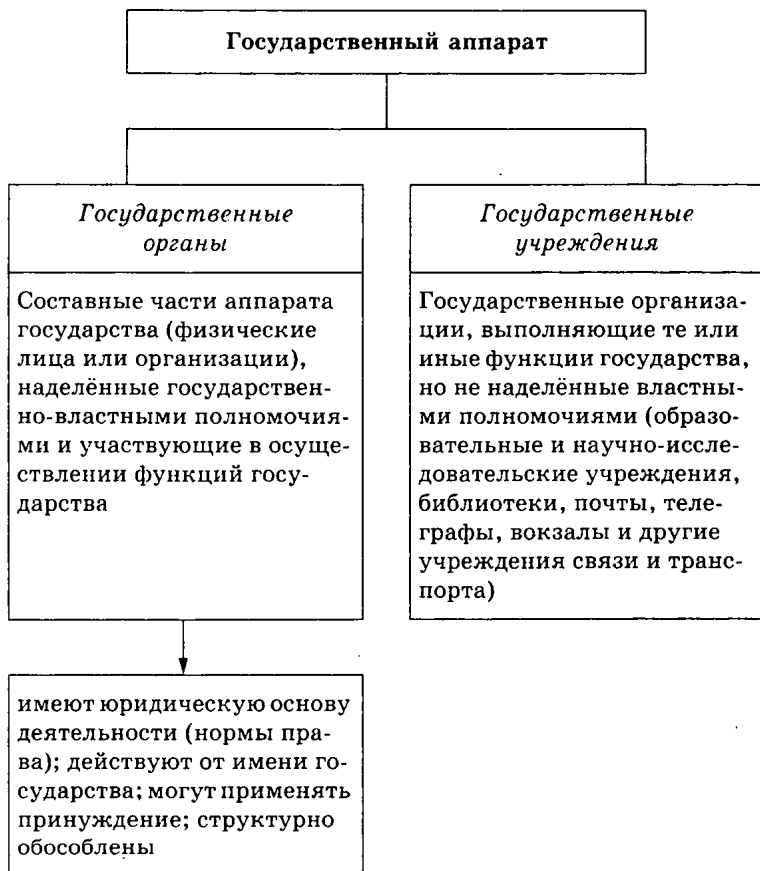 Государственный аппарат
Государственные
органы
Составные части аппарата
государства (физические
лица или организации),
наделённые государствен-
но-властными полномочия-
ми и участвующие в осуще-
ствлении функций госу-
дарства
имеют юридическую основу
деятельности (нормы пра-
ва); действуют от имени го-
сударства; могут применять
принуждение; структурно
обособлены
Государственные
учреждения
Государственные организа-
ции, выполняющие те или
иные функции государства,
но не наделённые властны-
ми полномочиями (образо-
вательные и научно-иссле-
довательские учреждения,
библиотеки, почты, теле-
графы, вокзалы и другие
учреждения связи и транс-
порта)